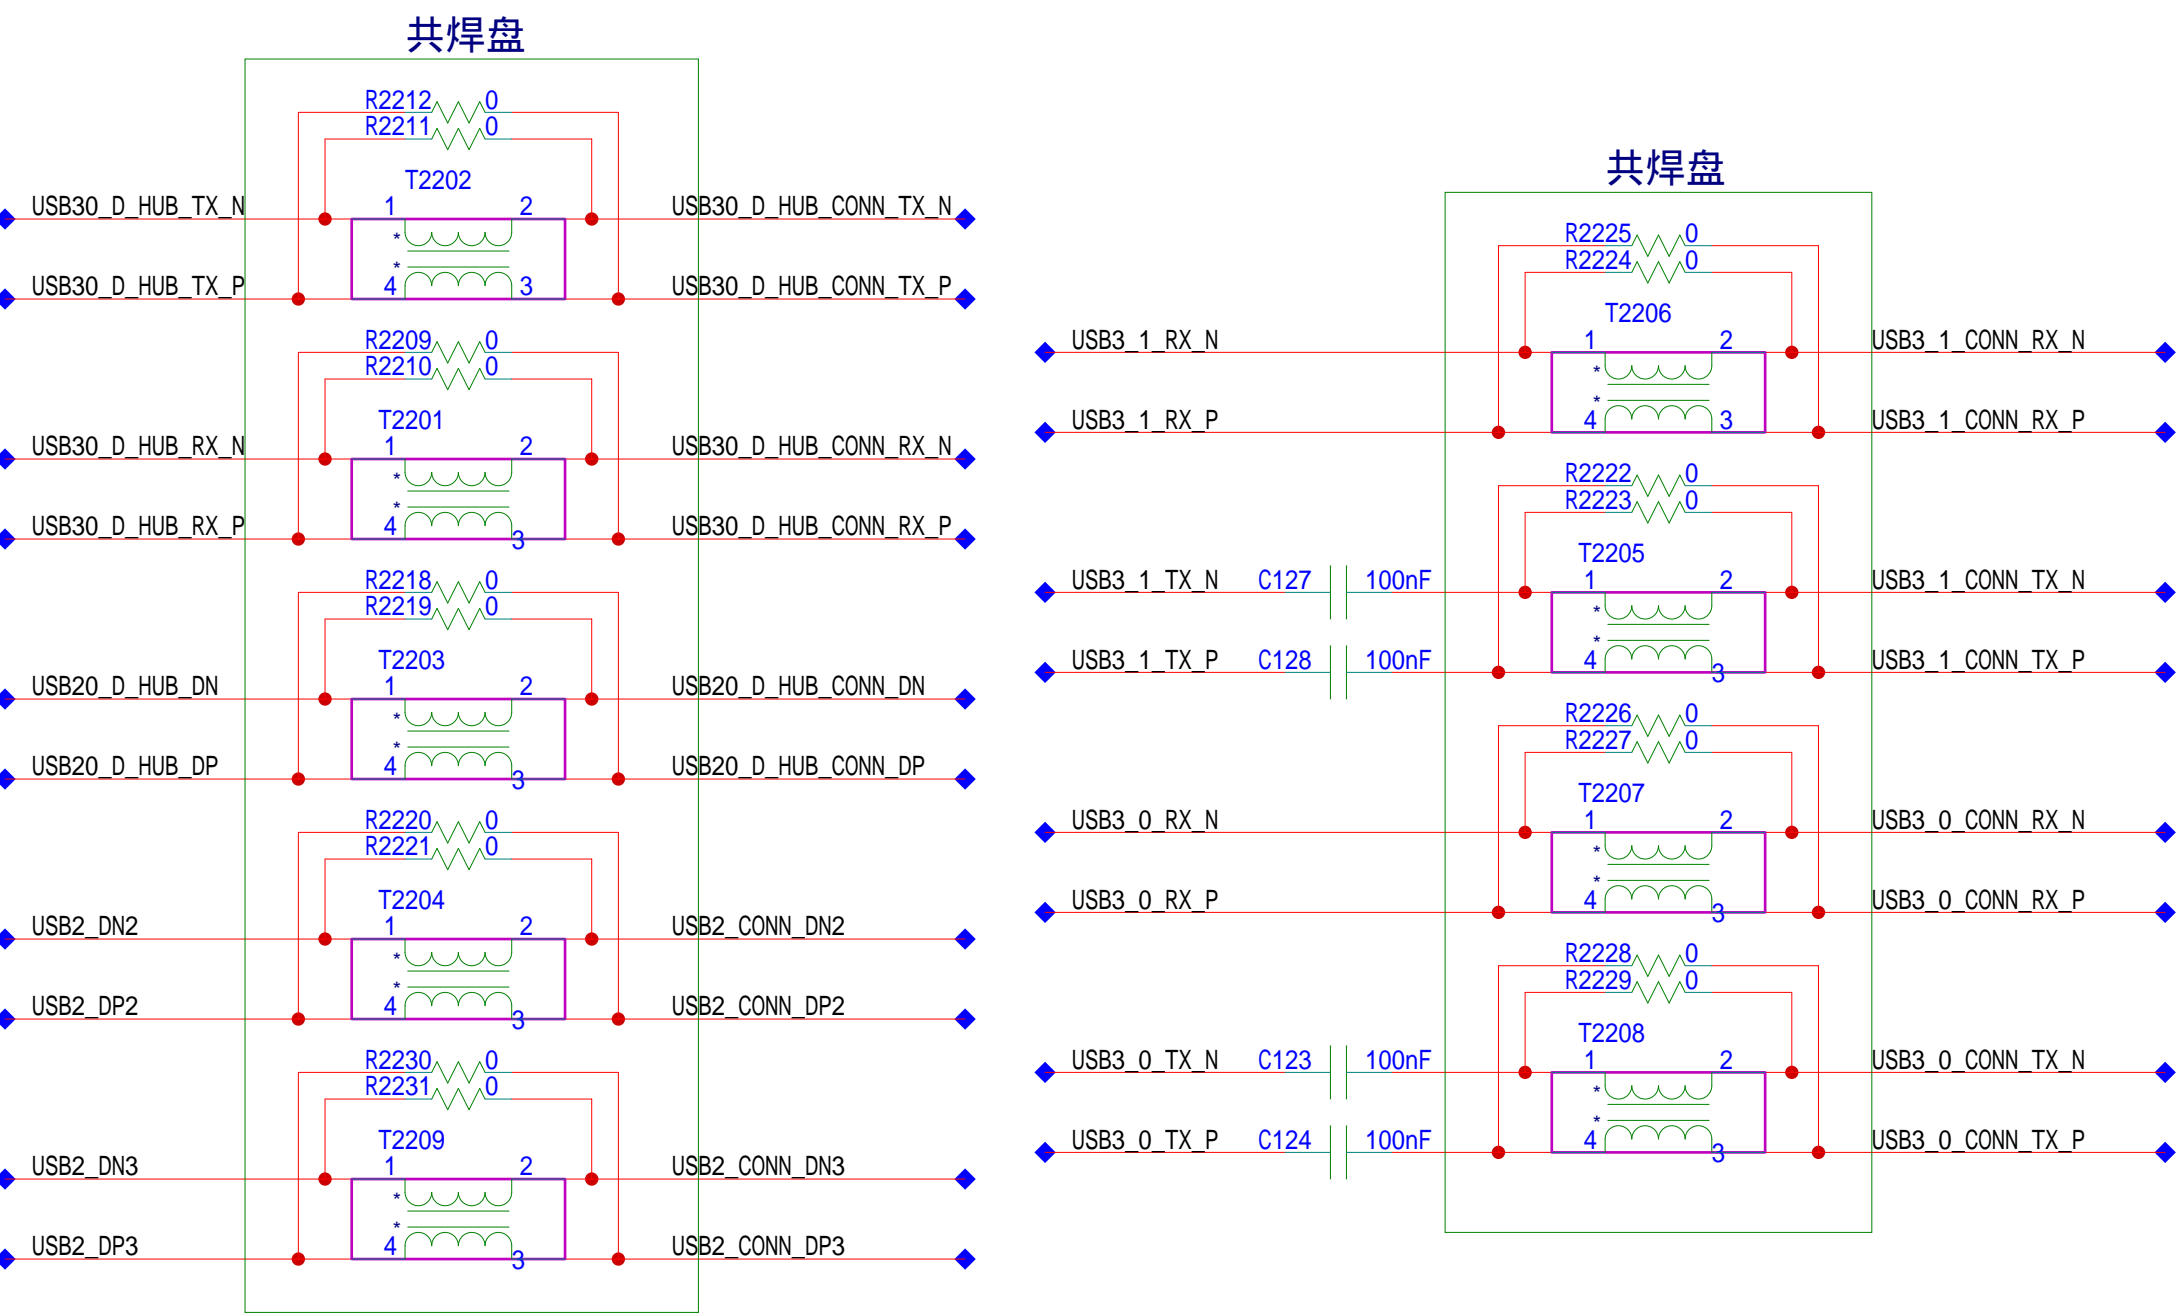 共焊盘
R2212 0
R2211 0
T2202
USB30_D_HUB_TX_N 1 2 USB30_D_HUB_CONN_TX_N
*
*
USB30_D_HUB_TX_P 4 3 USB30_D_HUB_CONN_TX_P
R2209 0
R2210 0
T2201
USB30_D_HUB_RX_N 1 2 USB30_D_HUB_CONN_RX_N
*
*
USB30_D_HUB_RX_P 4 3 USB30_D_HUB_CONN_RX_P
R2218 0
R2219 0
T2203
USB20_D_HUB_DN 1 2 USB20_D_HUB_CONN_DN
*
*
USB20_D_HUB_DP 4 3 USB20_D_HUB_CONN_DP
R2220 0
R2221 0
T2204
USB2_DN2 1 2 USB2_CONN_DN2
*
*
USB2_DP2 4 3 USB2_CONN_DP2
R2230 0
R2231 0
T2209
USB2_DN3 1 2 USB2_CONN_DN3
*
*
USB2_DP3 4 3 USB2_CONN_DP3
共焊盘
R2225 0
R2224 0
T2206
USB3_1_RX_N 1 2 USB3_1_CONN_RX_N
*
*
USB3_1_RX_P 4 3 USB3_1_CONN_RX_P
R2222 0
R2223 0
T2205
USB3_1_TX_N C127 100nF 1 2 USB3_1_CONN_TX_N
*
*
USB3_1_TX_P C128 100nF 4 3 USB3_1_CONN_TX_P
R2226 0
R2227 0
T2207
USB3_0_RX_N 1 2 USB3_0_CONN_RX_N
*
*
USB3_0_RX_P 4 3 USB3_0_CONN_RX_P
R2228 0
R2229 0
T2208
USB3_0_TX_N C123 100nF 1 2 USB3_0_CONN_TX_N
*
*
USB3_0_TX_P C124 100nF 4 3 USB3_0_CONN_TX_P